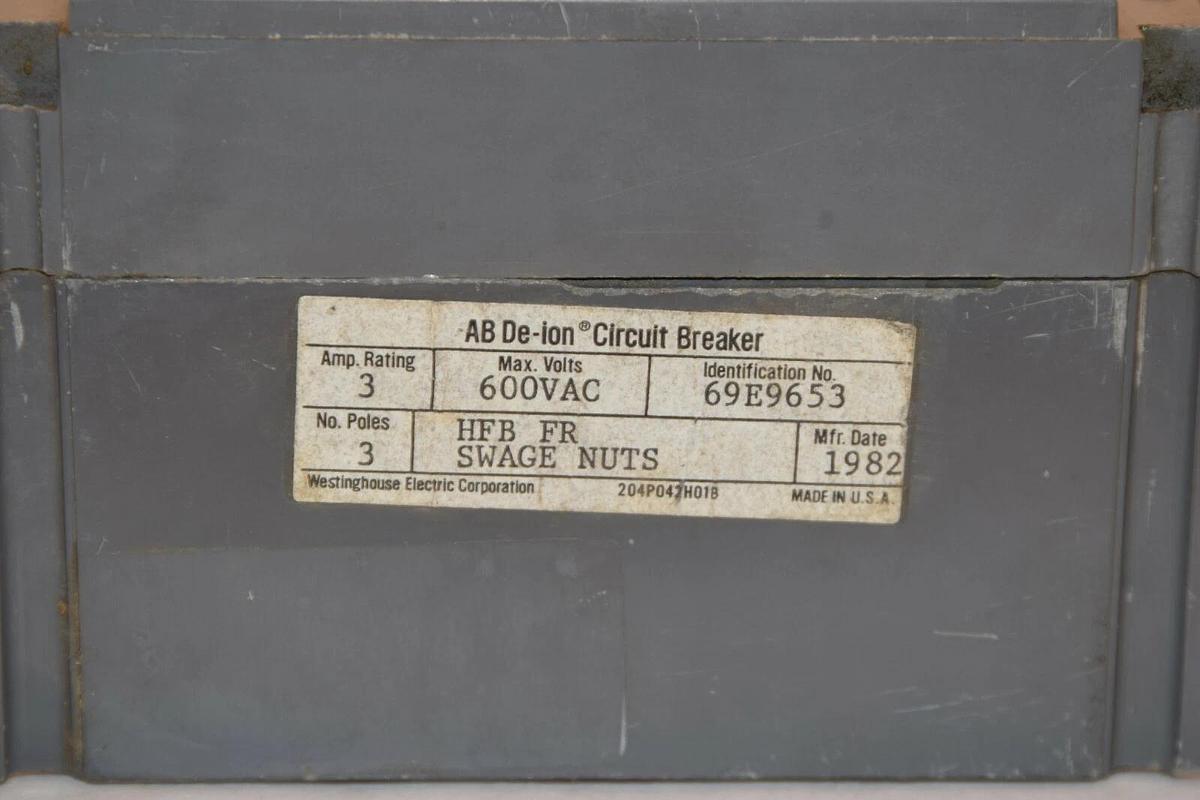 AB De-ion® Circuit Breaker
Amp. Rating Max. Volts Identification No.
3 600VAC 69E9653
No. Poles HFB FR Mfr. Date
3 SWAGE NUTS 1982
Westinghouse Electric Corporation 204P042H01B MADE IN U.S.A.